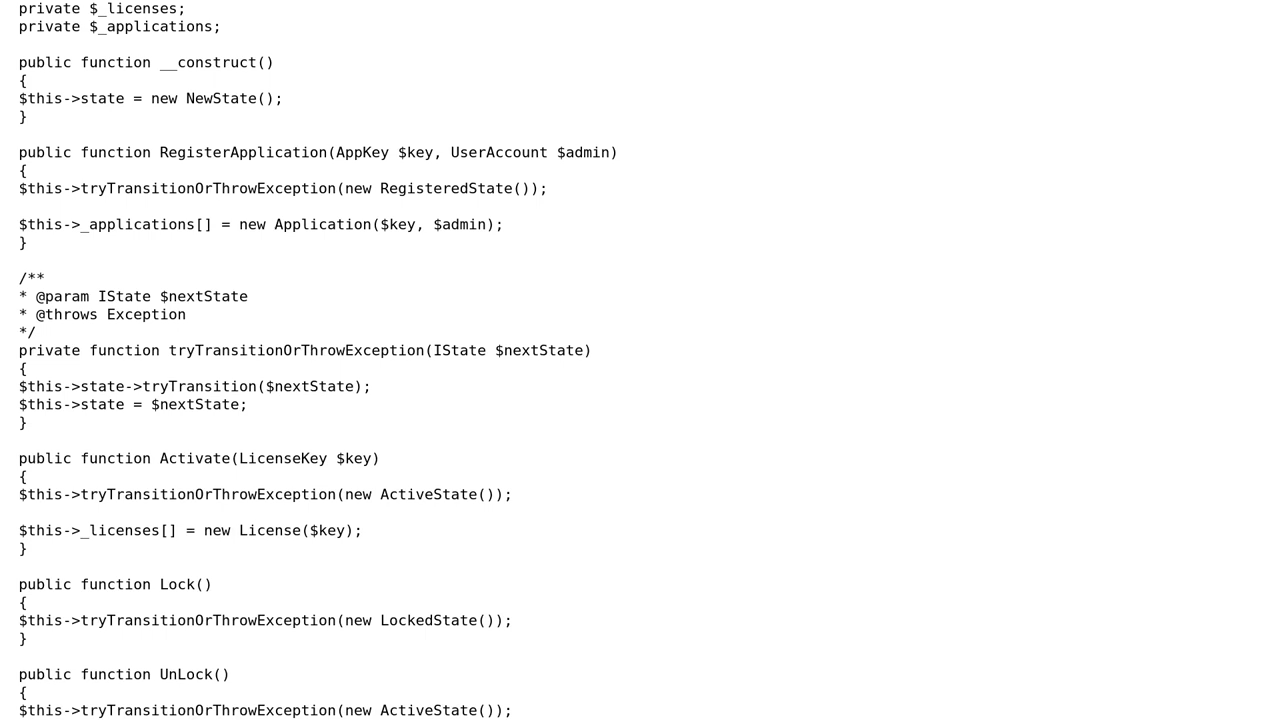 private $_licenses;
private $_applications;
public function __construct()
{
$this->state = new NewState();
}
public function RegisterApplication(AppKey $key, UserAccount $admin)
{
$this->tryTransitionOrThrowException(new RegisteredState());
$this->_applications[] = new Application($key, $admin);
}
/**
* @param IState $nextState
* @throws Exception
*/
private function tryTransitionOrThrowException(IState $nextState)
{
$this->state->tryTransition($nextState);
$this->state = $nextState;
}
public function Activate(LicenseKey $key)
{
$this->tryTransitionOrThrowException(new ActiveState());
$this->_licenses[] = new License($key);
}
public function Lock()
{
$this->tryTransitionOrThrowException(new LockedState());
}
public function UnLock()
{
$this->tryTransitionOrThrowException(new ActiveState());